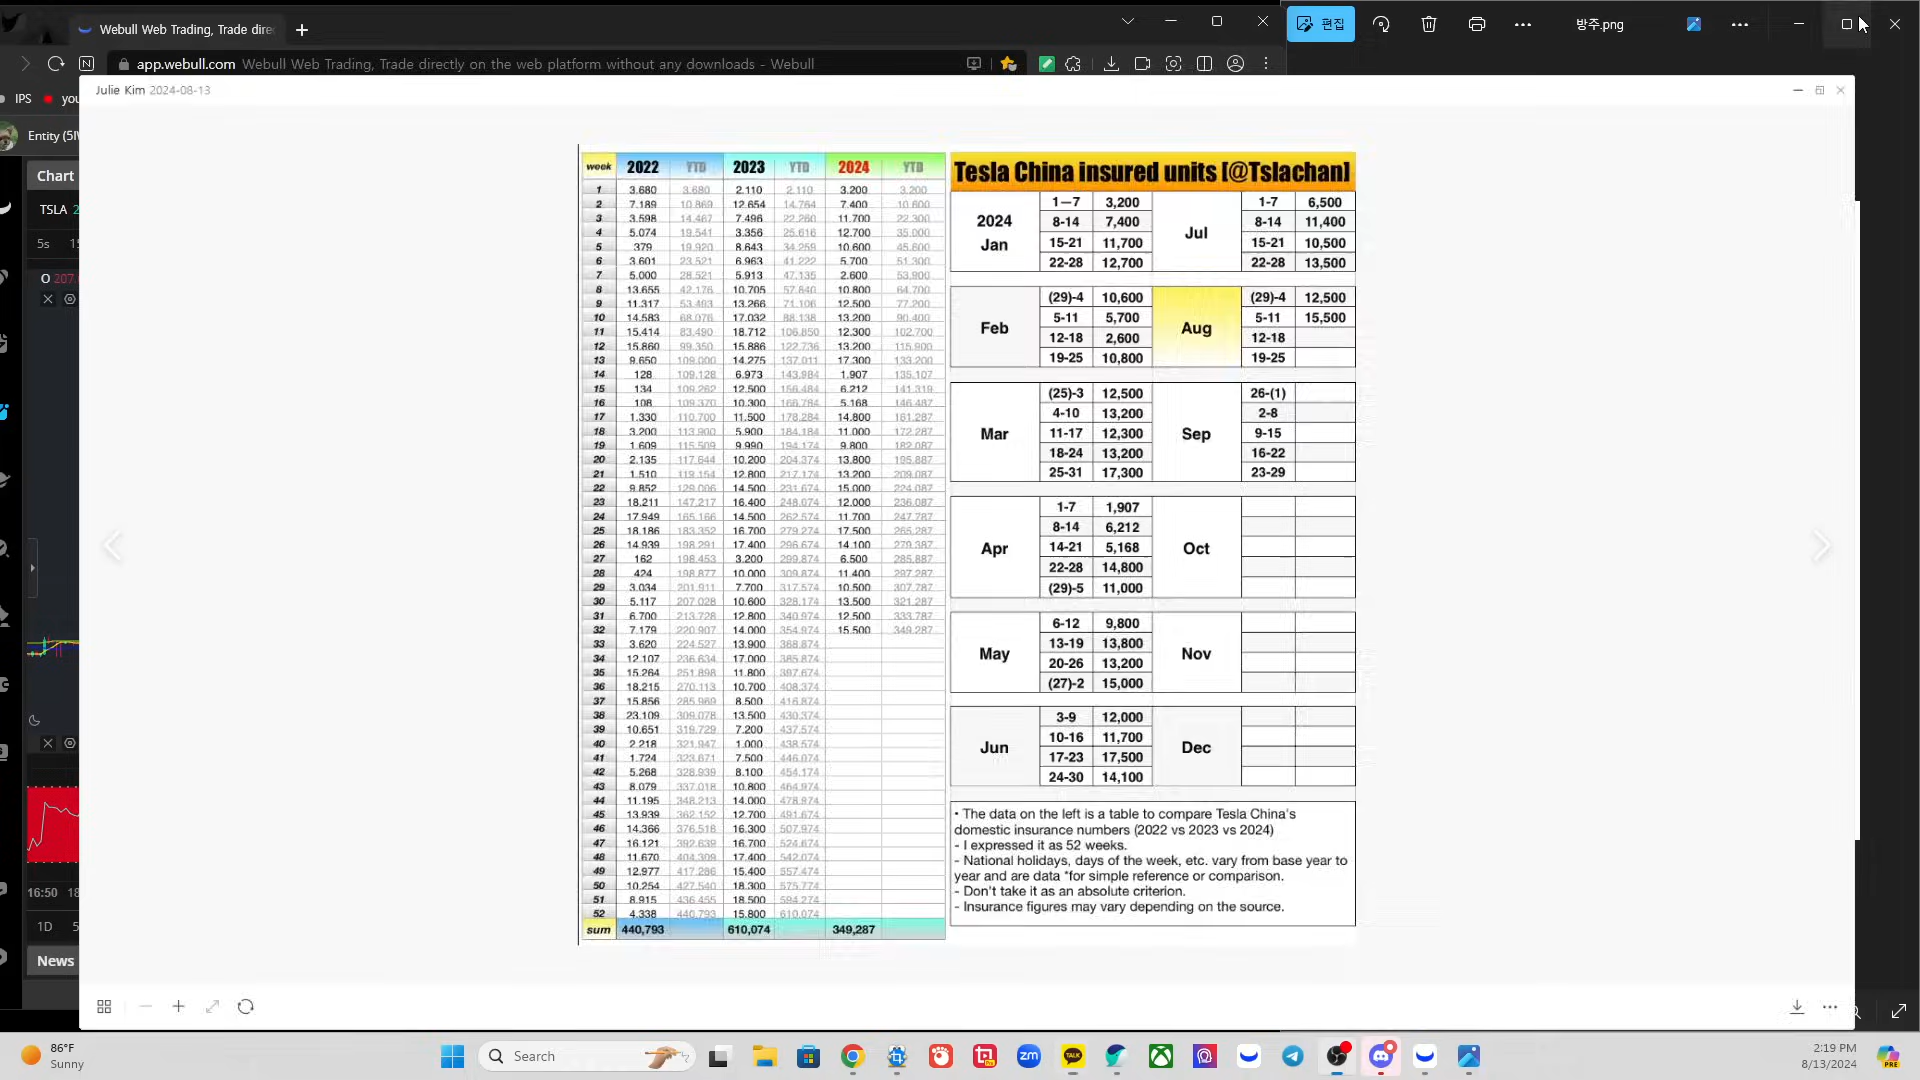 Webull Web Trading, Trade dire
편집
방주.png
app.webull.com Webull Web Trading, Trade directly on the web platform without any downloads - Webull
IPS
you
Julie Kim 2024-08-13
Entity (5I
Chart
TSLA 2
5s
O 207.
16:50
1D
News
week 2022 YTD 2023 YTD 2024 YTD
1 3.680 3.680 2.110 2.110 3.200 3.200
2 7.189 10.869 12.654 14.764 7.400 10.600
3 3.598 14.467 7.496 22.260 11.700 22.300
4 5.074 19.541 3.356 25.616 12.700 35.000
5 379 19.920 8.643 34.259 10.600 45.600
6 3.601 23.521 6.963 41.222 5.700 51.300
7 5.000 28.521 5.913 47.135 2.600 53.900
8 13.655 42.176 10.705 57.840 10.800 64.700
9 11.317 53.493 13.266 71.106 12.500 77.200
10 14.583 68.076 17.032 88.138 13.200 90.400
11 15.414 83.490 18.712 106.850 12.300 102.700
12 15.860 99.350 15.886 122.736 13.200 115.900
13 9.650 109.000 14.275 137.011 17.300 133.200
14 128 109.128 6.973 143.984 1.907 135.107
15 134 109.262 12.500 156.484 6.212 141.319
16 108 109.370 10.300 166.784 5.168 146.487
17 1.330 110.700 11.500 178.284 14.800 161.287
18 3.200 113.900 5.900 184.184 11.000 172.287
19 1.609 115.509 9.990 194.174 9.800 182.087
20 2.135 117.644 10.200 204.374 13.800 195.887
21 1.510 119.154 12.800 217.174 13.200 209.087
22 9.852 129.006 14.500 231.674 15.000 224.087
23 18.211 147.217 16.400 248.074 12.000 236.087
24 17.949 165.166 14.500 262.574 11.700 247.787
25 18.186 183.352 16.700 279.274 17.500 265.287
26 14.939 198.291 17.400 296.674 14.100 279.387
27 162 198.453 3.200 299.874 6.500 285.887
28 424 198.877 10.000 309.874 11.400 297.287
29 3.034 201.911 7.700 317.574 10.500 307.787
30 5.117 207.028 10.600 328.174 13.500 321.287
31 6.700 213.728 12.800 340.974 12.500 333.787
32 7.179 220.907 14.000 354.974 15.500 349.287
33 3.620 224.527 13.900 368.874
34 12.107 236.634 17.000 385.874
35 15.264 251.898 11.800 397.674
36 18.215 270.113 10.700 408.374
37 15.856 285.969 8.500 416.874
38 23.109 309.078 13.500 430.374
39 10.651 319.729 7.200 437.574
40 2.218 321.947 1.000 438.574
41 1.724 323.671 7.500 446.074
42 5.268 328.939 8.100 454.174
43 8.079 337.018 10.800 464.974
44 11.195 348.213 14.000 478.974
45 13.939 362.152 12.700 491.674
46 14.366 376.518 16.300 507.974
47 16.121 392.639 16.700 524.674
48 11.670 404.309 17.400 542.074
49 12.977 417.286 15.400 557.474
50 10.254 427.540 18.300 575.774
51 8.915 436.455 18.500 594.274
52 4.338 440.793 15.800 610.074
sum 440,793 610,074 349,287
Tesla China insured units [@Tslachan]
2024 Jan
1—7 3,200
8-14 7,400
15-21 11,700
22-28 12,700
Jul
1-7 6,500
8-14 11,400
15-21 10,500
22-28 13,500
Feb
(29)-4 10,600
5-11 5,700
12-18 2,600
19-25 10,800
Aug
(29)-4 12,500
5-11 15,500
12-18
19-25
Mar
(25)-3 12,500
4-10 13,200
11-17 12,300
18-24 13,200
25-31 17,300
Sep
26-(1)
2-8
9-15
16-22
23-29
Apr
1-7 1,907
8-14 6,212
14-21 5,168
22-28 14,800
(29)-5 11,000
Oct
May
6-12 9,800
13-19 13,800
20-26 13,200
(27)-2 15,000
Nov
Jun
3-9 12,000
10-16 11,700
17-23 17,500
24-30 14,100
Dec
• The data on the left is a table to compare Tesla China's
domestic insurance numbers (2022 vs 2023 vs 2024)
- I expressed it as 52 weeks.
- National holidays, days of the week, etc. vary from base year to
year and are data *for simple reference or comparison.
- Don't take it as an absolute criterion.
- Insurance figures may vary depending on the source.
86°F
Sunny
Search
TALK
zm
PRE
2:19 PM
8/13/2024